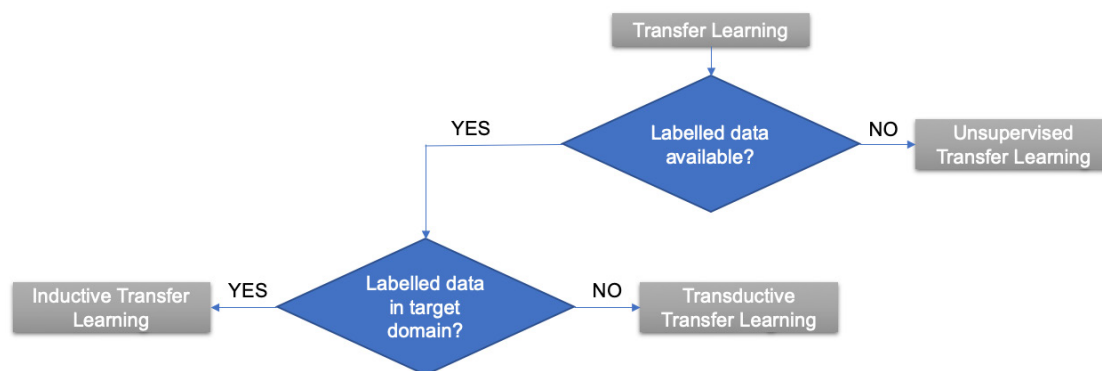 Transfer Learning
YES
Labelled data
available?
NO
Unsupervised
Transfer Learning
Inductive Transfer
Learning
YES
Labelled data
in target
domain?
NO
Transductive
Transfer Learning